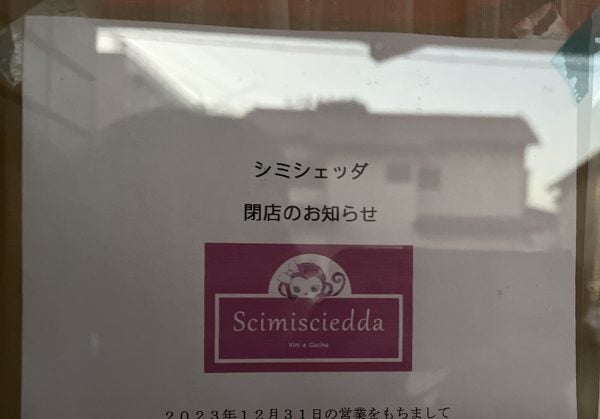 シミシェッダ
閉店のお知らせ
Scimisciedda
Vini e Cucina
2023年12月31日の営業をもちまして